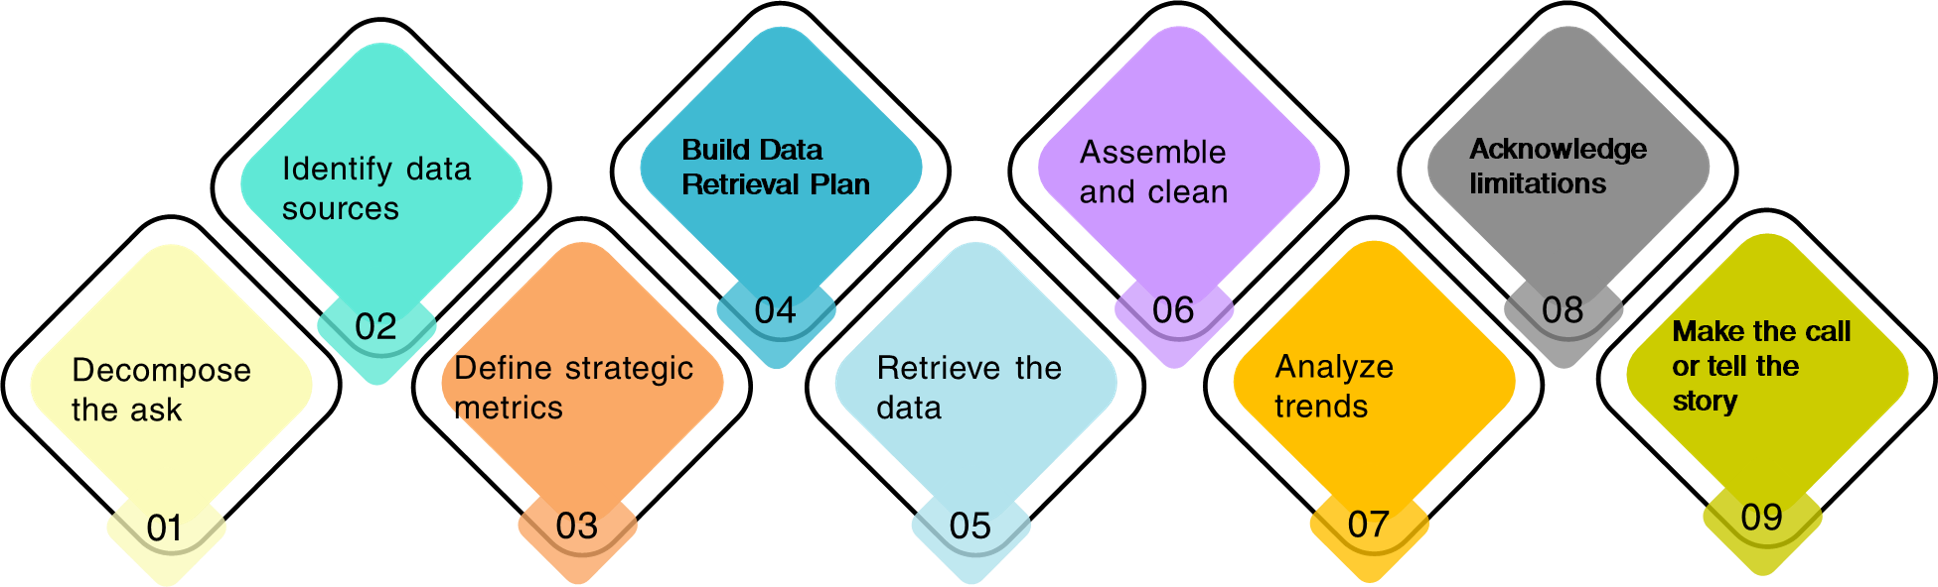 Decompose
the ask
01
Identify data
sources
02
Define strategic
metrics
03
Build Data
Retrieval Plan
04
Retrieve the
data
05
Assemble
and clean
06
Analyze
trends
07
Acknowledge
limitations
08
Make the call
or tell the
story
09